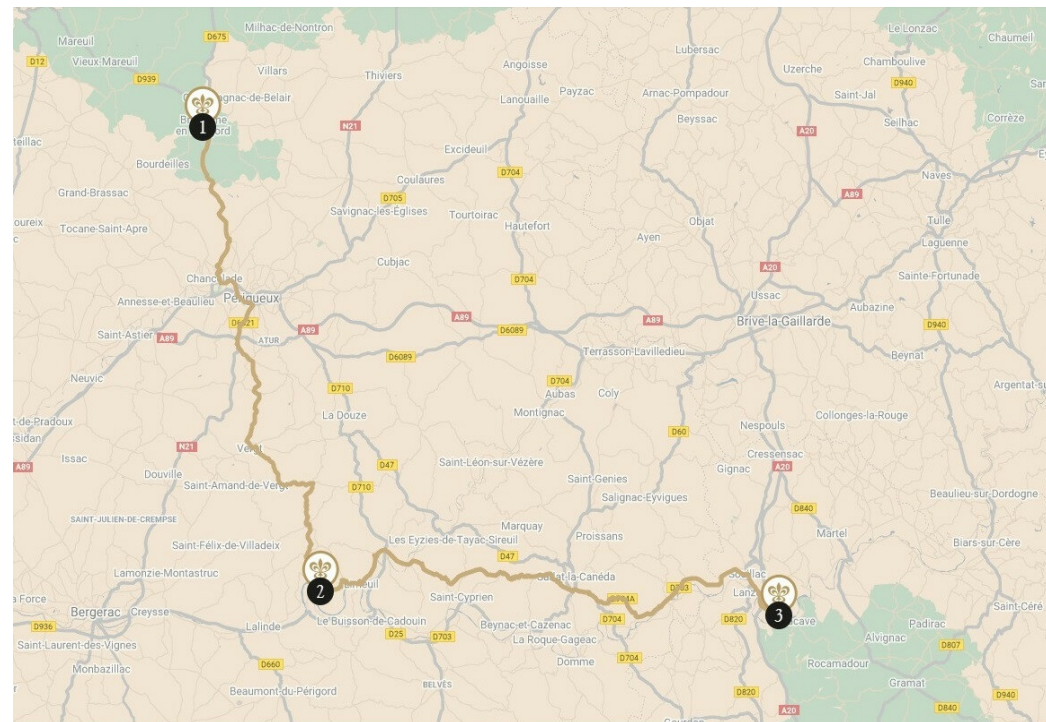 Milhac-de-Nontron
Le Lonzac
Mareuil
D675
Chaumeil
Lubersac
D12
Vieux-Mareuil
Angoisse
Chamboulive
Villars
Thiviers
Uzerche
D939
D940
Payzac
Arnac-Pompadour
Saint-Jal
Lanouaille
1
Beyssac
Corrèze
N21
Seilhac
A20
Excideuil
Bourdeilles
D704
Naves
Coulaures
Grand-Brassac
D705
A89
Savignac-les-Églises
Tourtoirac
Objat
Tulle
Tocane-Saint-Apre
Hautefort
Ayen
Laguenne
Cubjac
A20
Sainte-Fortunade
D704
Ussac
Annesse-et-Beaulieu
Périgueux
Aubazine
A89
A89
Brive-la-Gaillarde
D940
A89
D6089
Saint-Astier
A89
ATUR
Terrasson-Lavilledieu
D6089
Beynat
Neuvic
D704
D710
Aubas
Coly
Montignac
La Douze
Collonges-la-Rouge
Nespouls
D60
N21
Issac
Cressensac
D47
Saint-Léon-sur-Vézère
A89
Gignac
A20
Douville
Saint-Genies
Saint-Amand-de-Vergt
D710
Salignac-Eyvigues
Beaulieu-sur-Dordogne
D840
SAINT-JULIEN-DE-CREMPSE
Marquay
Martel
Proissans
Les Eyzies-de-Tayac-Sireuil
Saint-Félix-de-Villadeix
Biars-sur-Cère
D47
Lamonzie-Montastruc
2
Saint-Cyprien
Bergerac
Creysse
3
Saint-Céré
Le Buisson-de-Cadouin
D704
D820
Padirac
D936
Lalinde
Beynac-et-Cazenac
D25
D703
Alvignac
D807
Saint-Laurent-des-Vignes
La Roque-Gageac
D704
Domme
Rocamadour
Monbazillac
D660
BELVÈS
Gramat
Beaumont-du-Périgord
D820
D940
D840
A20